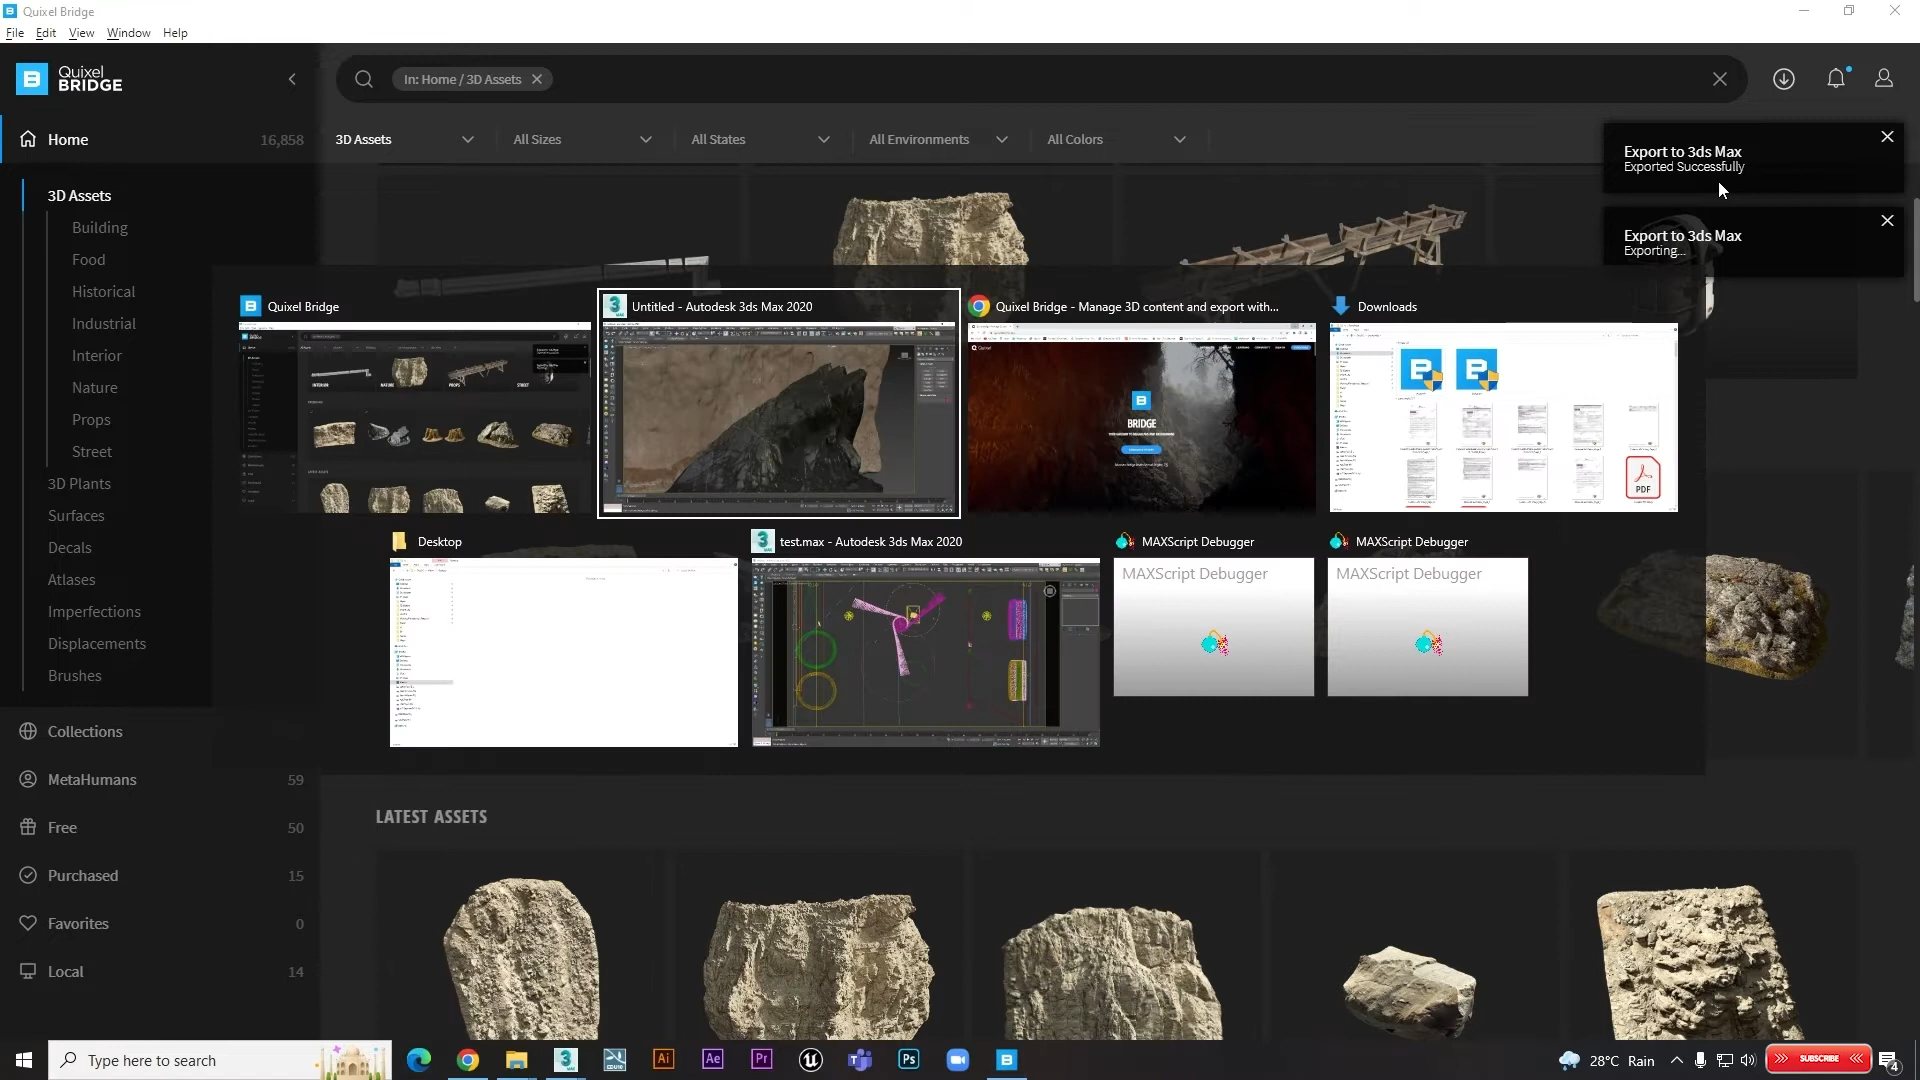 Quixel Bridge
File Edit View Window Help
Quixel
BRIDGE
In: Home / 3D Assets
Home 16,858
3D Assets All Sizes All States All Environments All Colors
Export to 3ds Max
Exported Successfully
Export to 3ds Max
Exporting...
3D Assets
Building
Food
Historical
Industrial
Interior
Nature
Props
Street
3D Plants
Surfaces
Decals
Atlases
Imperfections
Displacements
Brushes
Collections
MetaHumans 59
Free 50
Purchased 15
Favorites 0
Local 14
Quixel Bridge
Untitled - Autodesk 3ds Max 2020
Quixel Bridge - Manage 3D content and export with...
Downloads
INTERIOR NATURE PROPS STREET
BRIDGE
PDF
Desktop
test.max - Autodesk 3ds Max 2020
MAXScript Debugger
MAXScript Debugger
MAXScript Debugger
MAXScript Debugger
LATEST ASSETS
Type here to search
28°C Rain
SUBSCRIBE
4